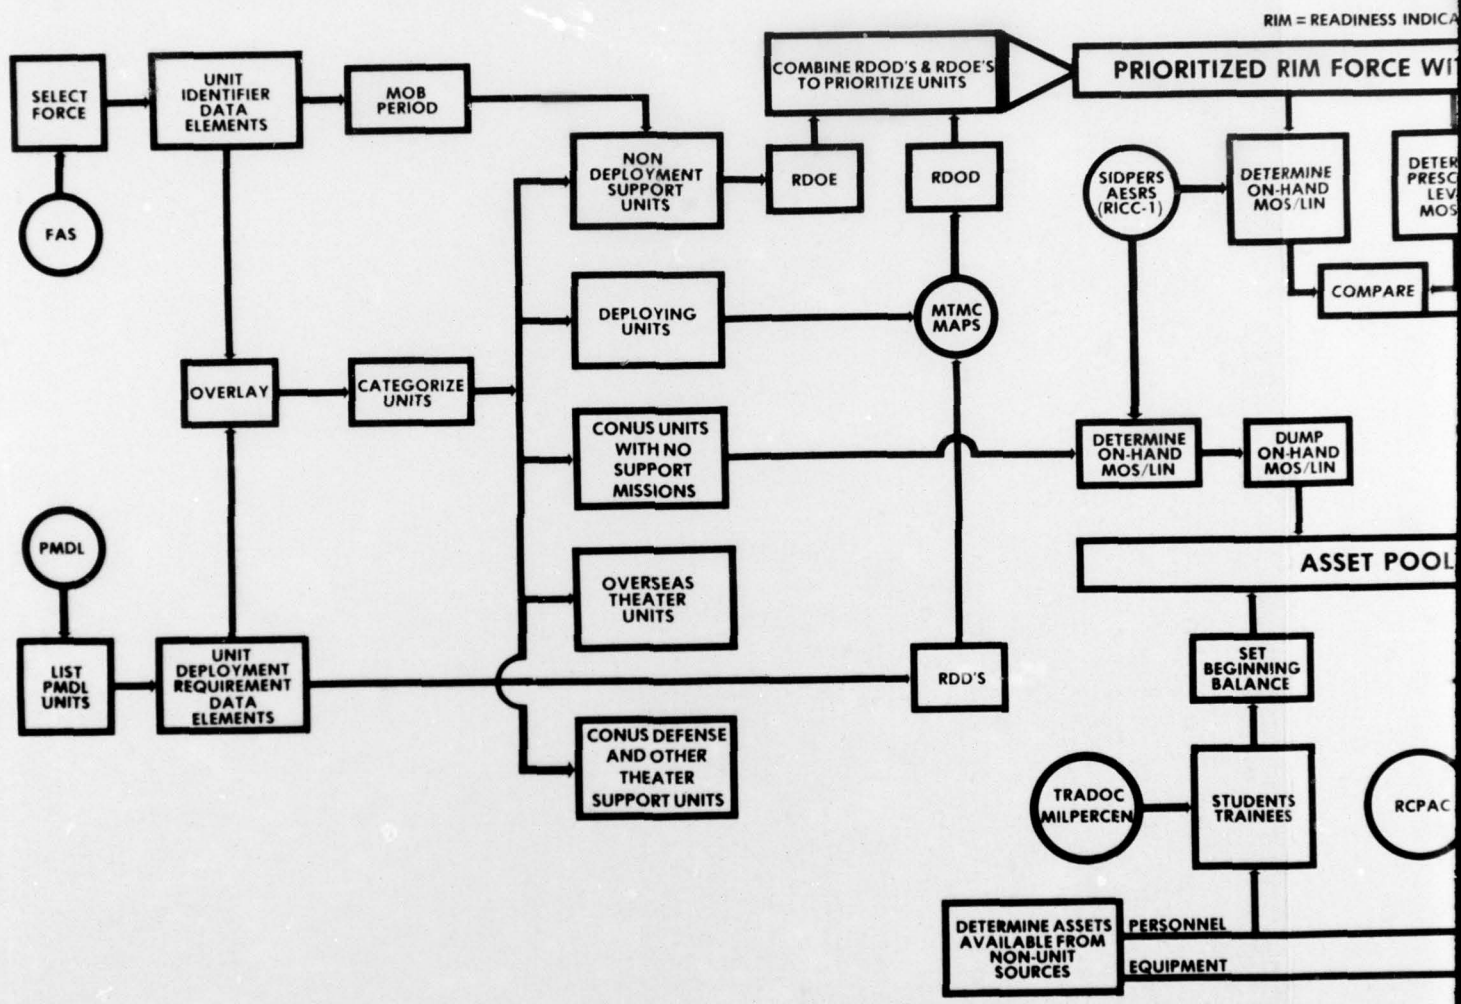 RIM = READINESS INDICA
SELECT
FORCE
UNIT
IDENTIFIER
DATA
ELEMENTS
MOB
PERIOD
COMBINE RDOD'S & RDOE'S
TO PRIORITIZE UNITS
PRIORITIZED RIM FORCE WI
FAS
NON
DEPLOYMENT
SUPPORT
UNITS
RDOE
RDOD
SIDPERS
AESRS
(RICC-1)
DETERMINE
ON-HAND
MOS/LIN
DETER
PRESC
LEV
MOS
COMPARE
DEPLOYING
UNITS
MTMC
MAPS
OVERLAY
CATEGORIZE
UNITS
CONUS UNITS
WITH NO
SUPPORT
MISSIONS
DETERMINE
ON-HAND
MOS/LIN
DUMP
ON-HAND
MOS/LIN
PMDL
OVERSEAS
THEATER
UNITS
ASSET POOL
LIST
PMDL
UNITS
UNIT
DEPLOYMENT
REQUIREMENT
DATA
ELEMENTS
RDD'S
SET
BEGINNING
BALANCE
CONUS DEFENSE
AND OTHER
THEATER
SUPPORT UNITS
TRADOC
MILPERCEN
STUDENTS
TRAINEES
RCPAC
DETERMINE ASSETS
AVAILABLE FROM
NON-UNIT
SOURCES
PERSONNEL
EQUIPMENT